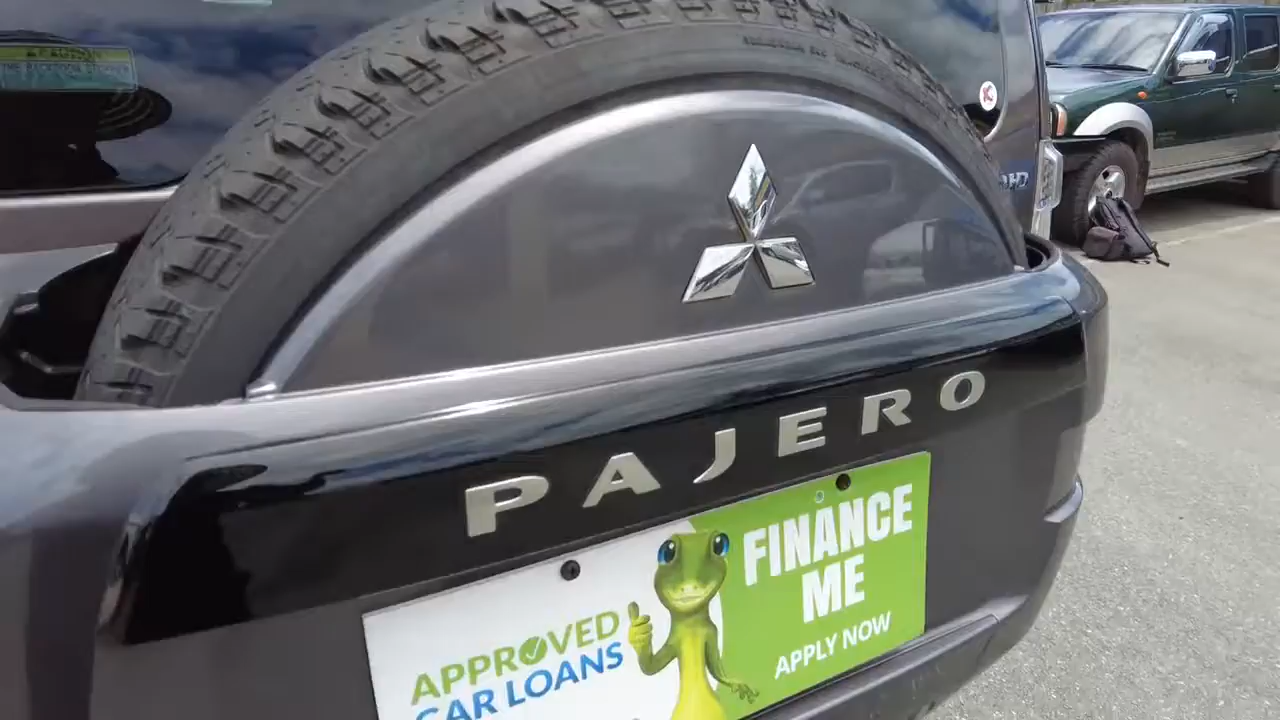 PAJERO
APPROVED
CAR LOANS
FINANCE
ME
APPLY NOW